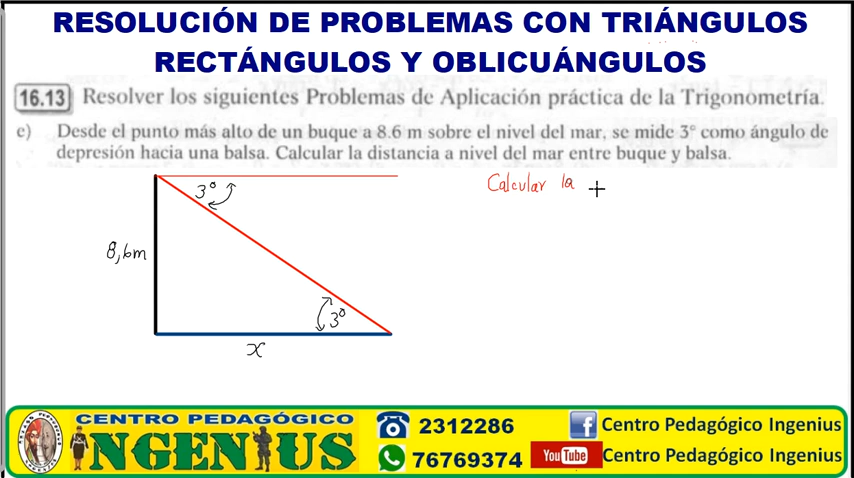 RESOLUCIÓN DE PROBLEMAS CON TRIÁNGULOS
RECTÁNGULOS Y OBLICUÁNGULOS
16.13 Resolver los siguientes Problemas de Aplicación práctica de la Trigonometría.
e) Desde el punto más alto de un buque a 8.6 m sobre el nivel del mar, se mide 3° como ángulo de
depresión hacia una balsa. Calcular la distancia a nivel del mar entre buque y balsa.
3°
Calcular la
8,6m
3°
x
CENTRO PEDAGÓGICO
INGENIUS
2312286
76769374
f Centro Pedagógico Ingenius
YouTube Centro Pedagógico Ingenius